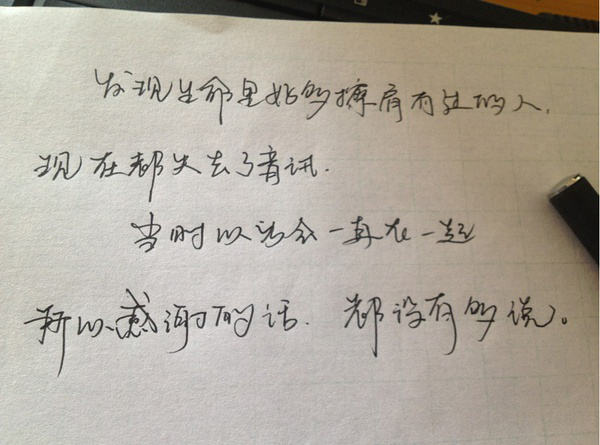 发现生命里好多擦肩而过的人,
现在都失去了音讯.
当时以为会一直在一起
所以感谢的话. 都没有多说。